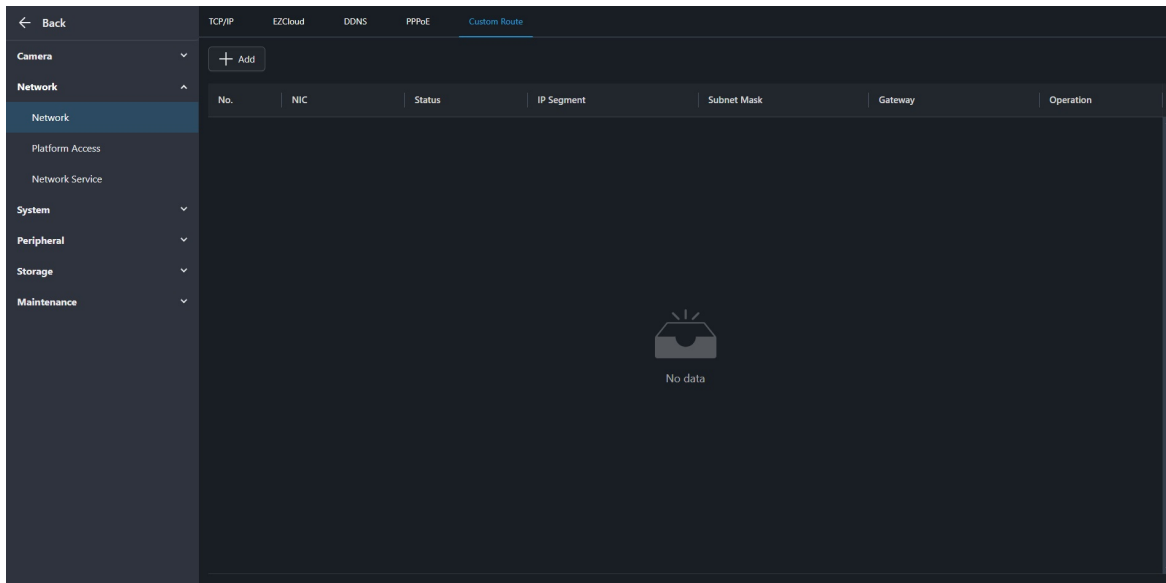 Back
TCP/IP EZCloud DDNS PPPoE Custom Route
Camera
Add
Network
No. NIC Status IP Segment Subnet Mask Gateway Operation
Network
Platform Access
Network Service
System
Peripheral
Storage
Maintenance
No data